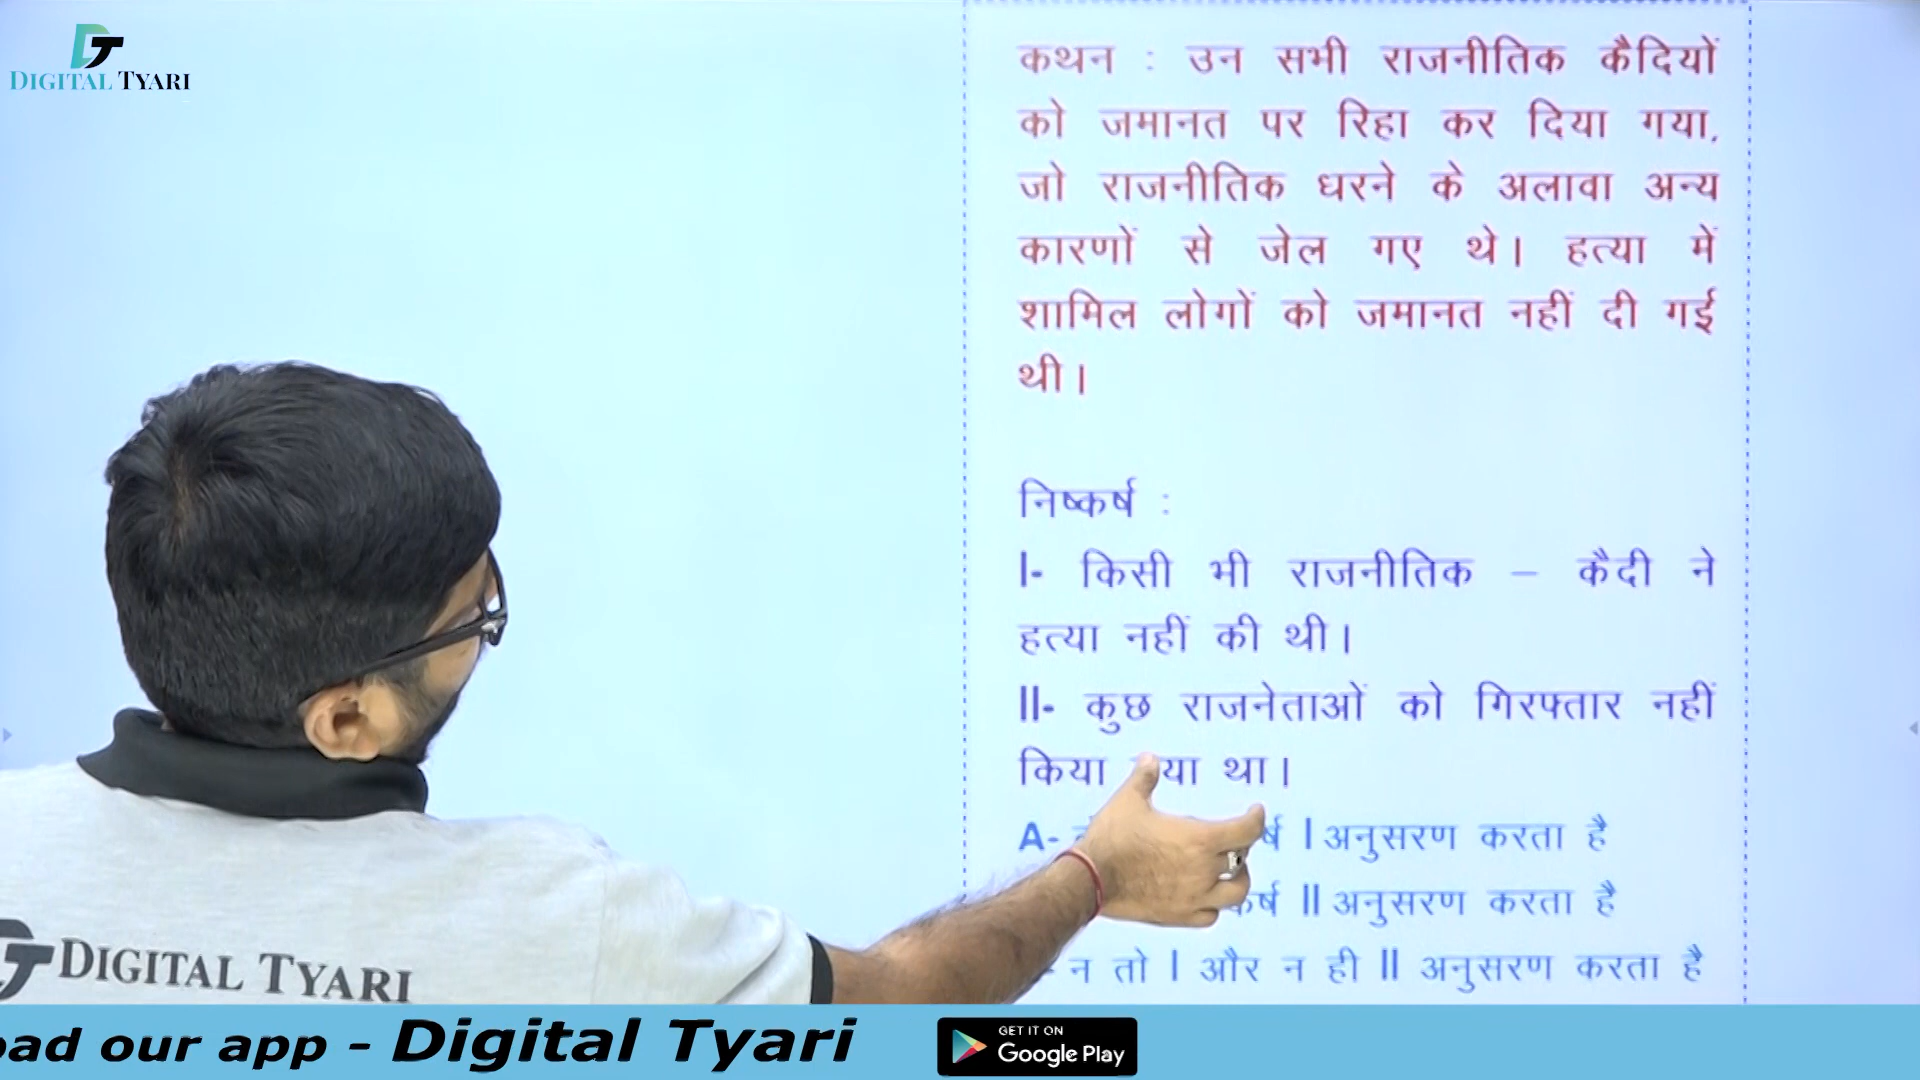 DT
DIGITAL TYARI
कथन : उन सभी राजनीतिक कैदियों
को जमानत पर रिहा कर दिया गया,
जो राजनीतिक धरने के अलावा अन्य
कारणों से जेल गए थे। हत्या में
शामिल लोगों को जमानत नहीं दी गई
थी।
निष्कर्ष :
I- किसी भी राजनीतिक – कैदी ने
हत्या नहीं की थी।
II- कुछ राजनेताओं को गिरफ्तार नहीं
किया था।
A- I अनुसरण करता है
II अनुसरण करता है
न तो I और न ही II अनुसरण करता है
DIGITAL TYARI
our app - Digital Tyari
GET IT ON
Google Play